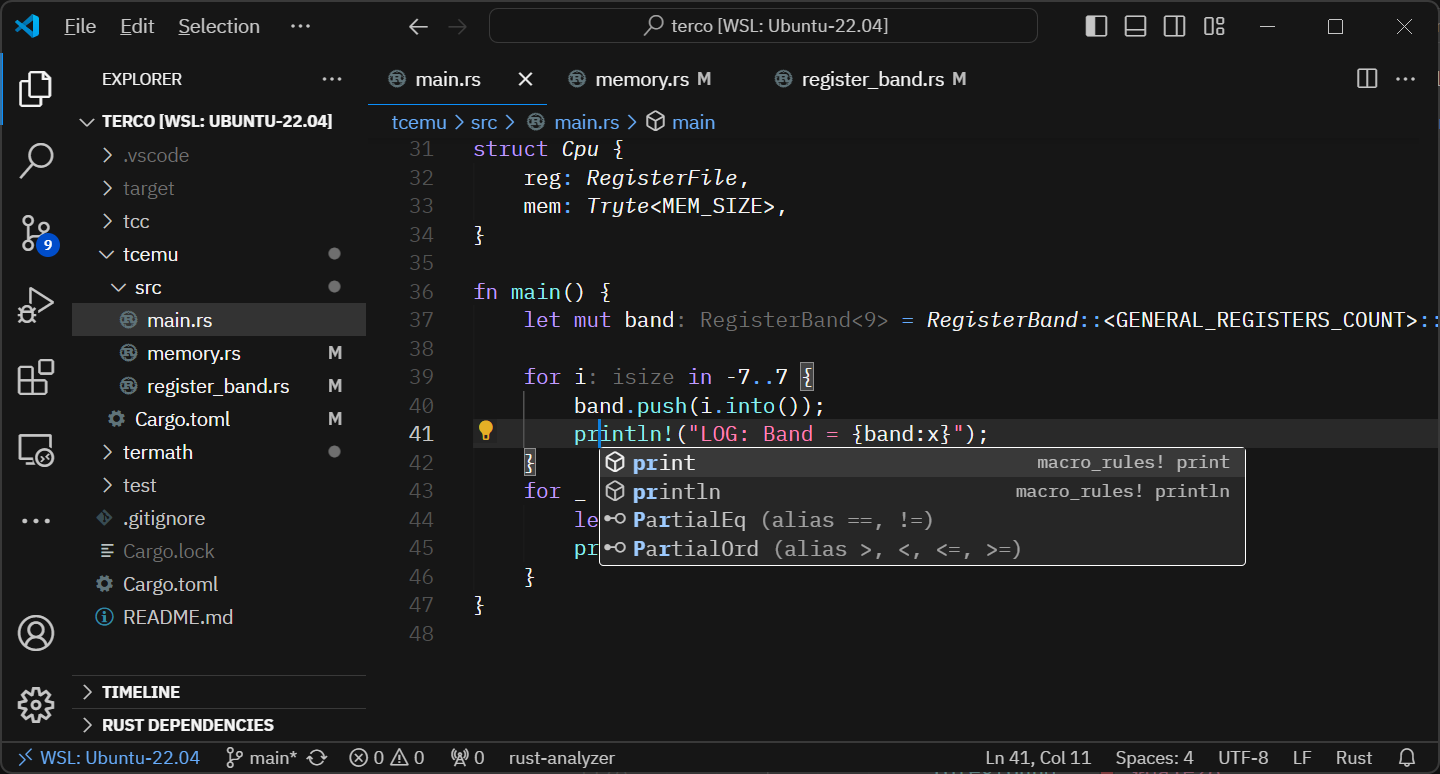 File Edit Selection ··· terco [WSL: Ubuntu-22.04]
EXPLORER ···
TERCO [WSL: UBUNTU-22.04]
.vscode
target
tcc
tcemu
src
main.rs
memory.rs M
register_band.rs M
Cargo.toml M
termath
test
.gitignore
Cargo.lock
Cargo.toml
README.md
TIMELINE
RUST DEPENDENCIES
9
main.rs memory.rs M register_band.rs M
tcemu > src > main.rs > main
31 struct Cpu {
32 reg: RegisterFile,
33 mem: Tryte<MEM_SIZE>,
34 }
35
36 fn main() {
37 let mut band: RegisterBand<9> = RegisterBand::<GENERAL_REGISTERS_COUNT>::
38
39 for i: isize in -7..7 {
40 band.push(i.into());
41 println!("LOG: Band = {band:x}");
42 }
43 for _
44 le
45 pr
46 }
47 }
48
print macro_rules! print
println macro_rules! println
PartialEq (alias ==, !=)
PartialOrd (alias >, <, <=, >=)
WSL: Ubuntu-22.04 main* 0 0 0 rust-analyzer Ln 41, Col 11 Spaces: 4 UTF-8 LF Rust